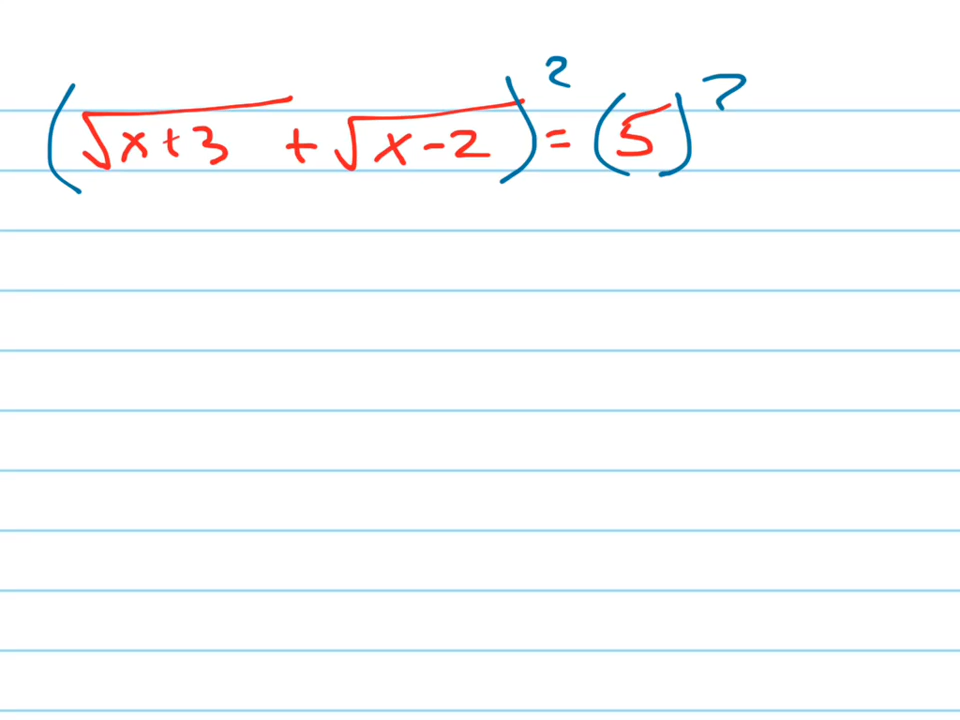 (√x+3 + √x-2)² = (5)²